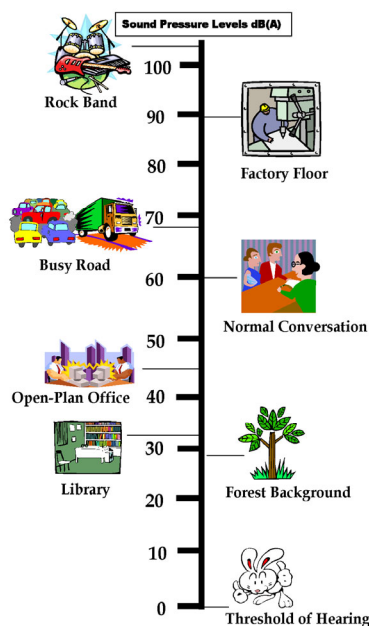 Sound Pressure Levels dB(A)
100
Rock Band
90
Factory Floor
80
70
Busy Road
60
Normal Conversation
50
Open-Plan Office
40
30
Library
Forest Background
20
10
0
Threshold of Hearing